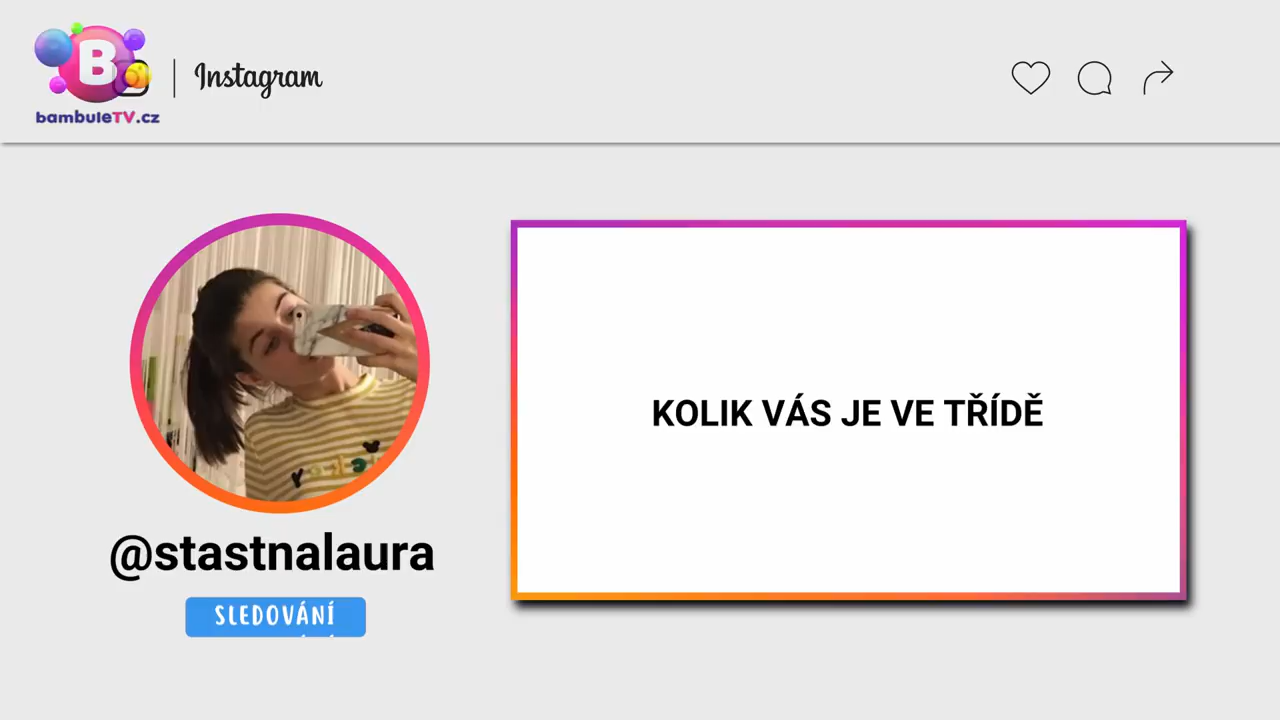 B
bambuleTV.cz
Instagram
KOLIK VÁS JE VE TŘÍDĚ
@stastnalaura
SLEDOVÁNÍ